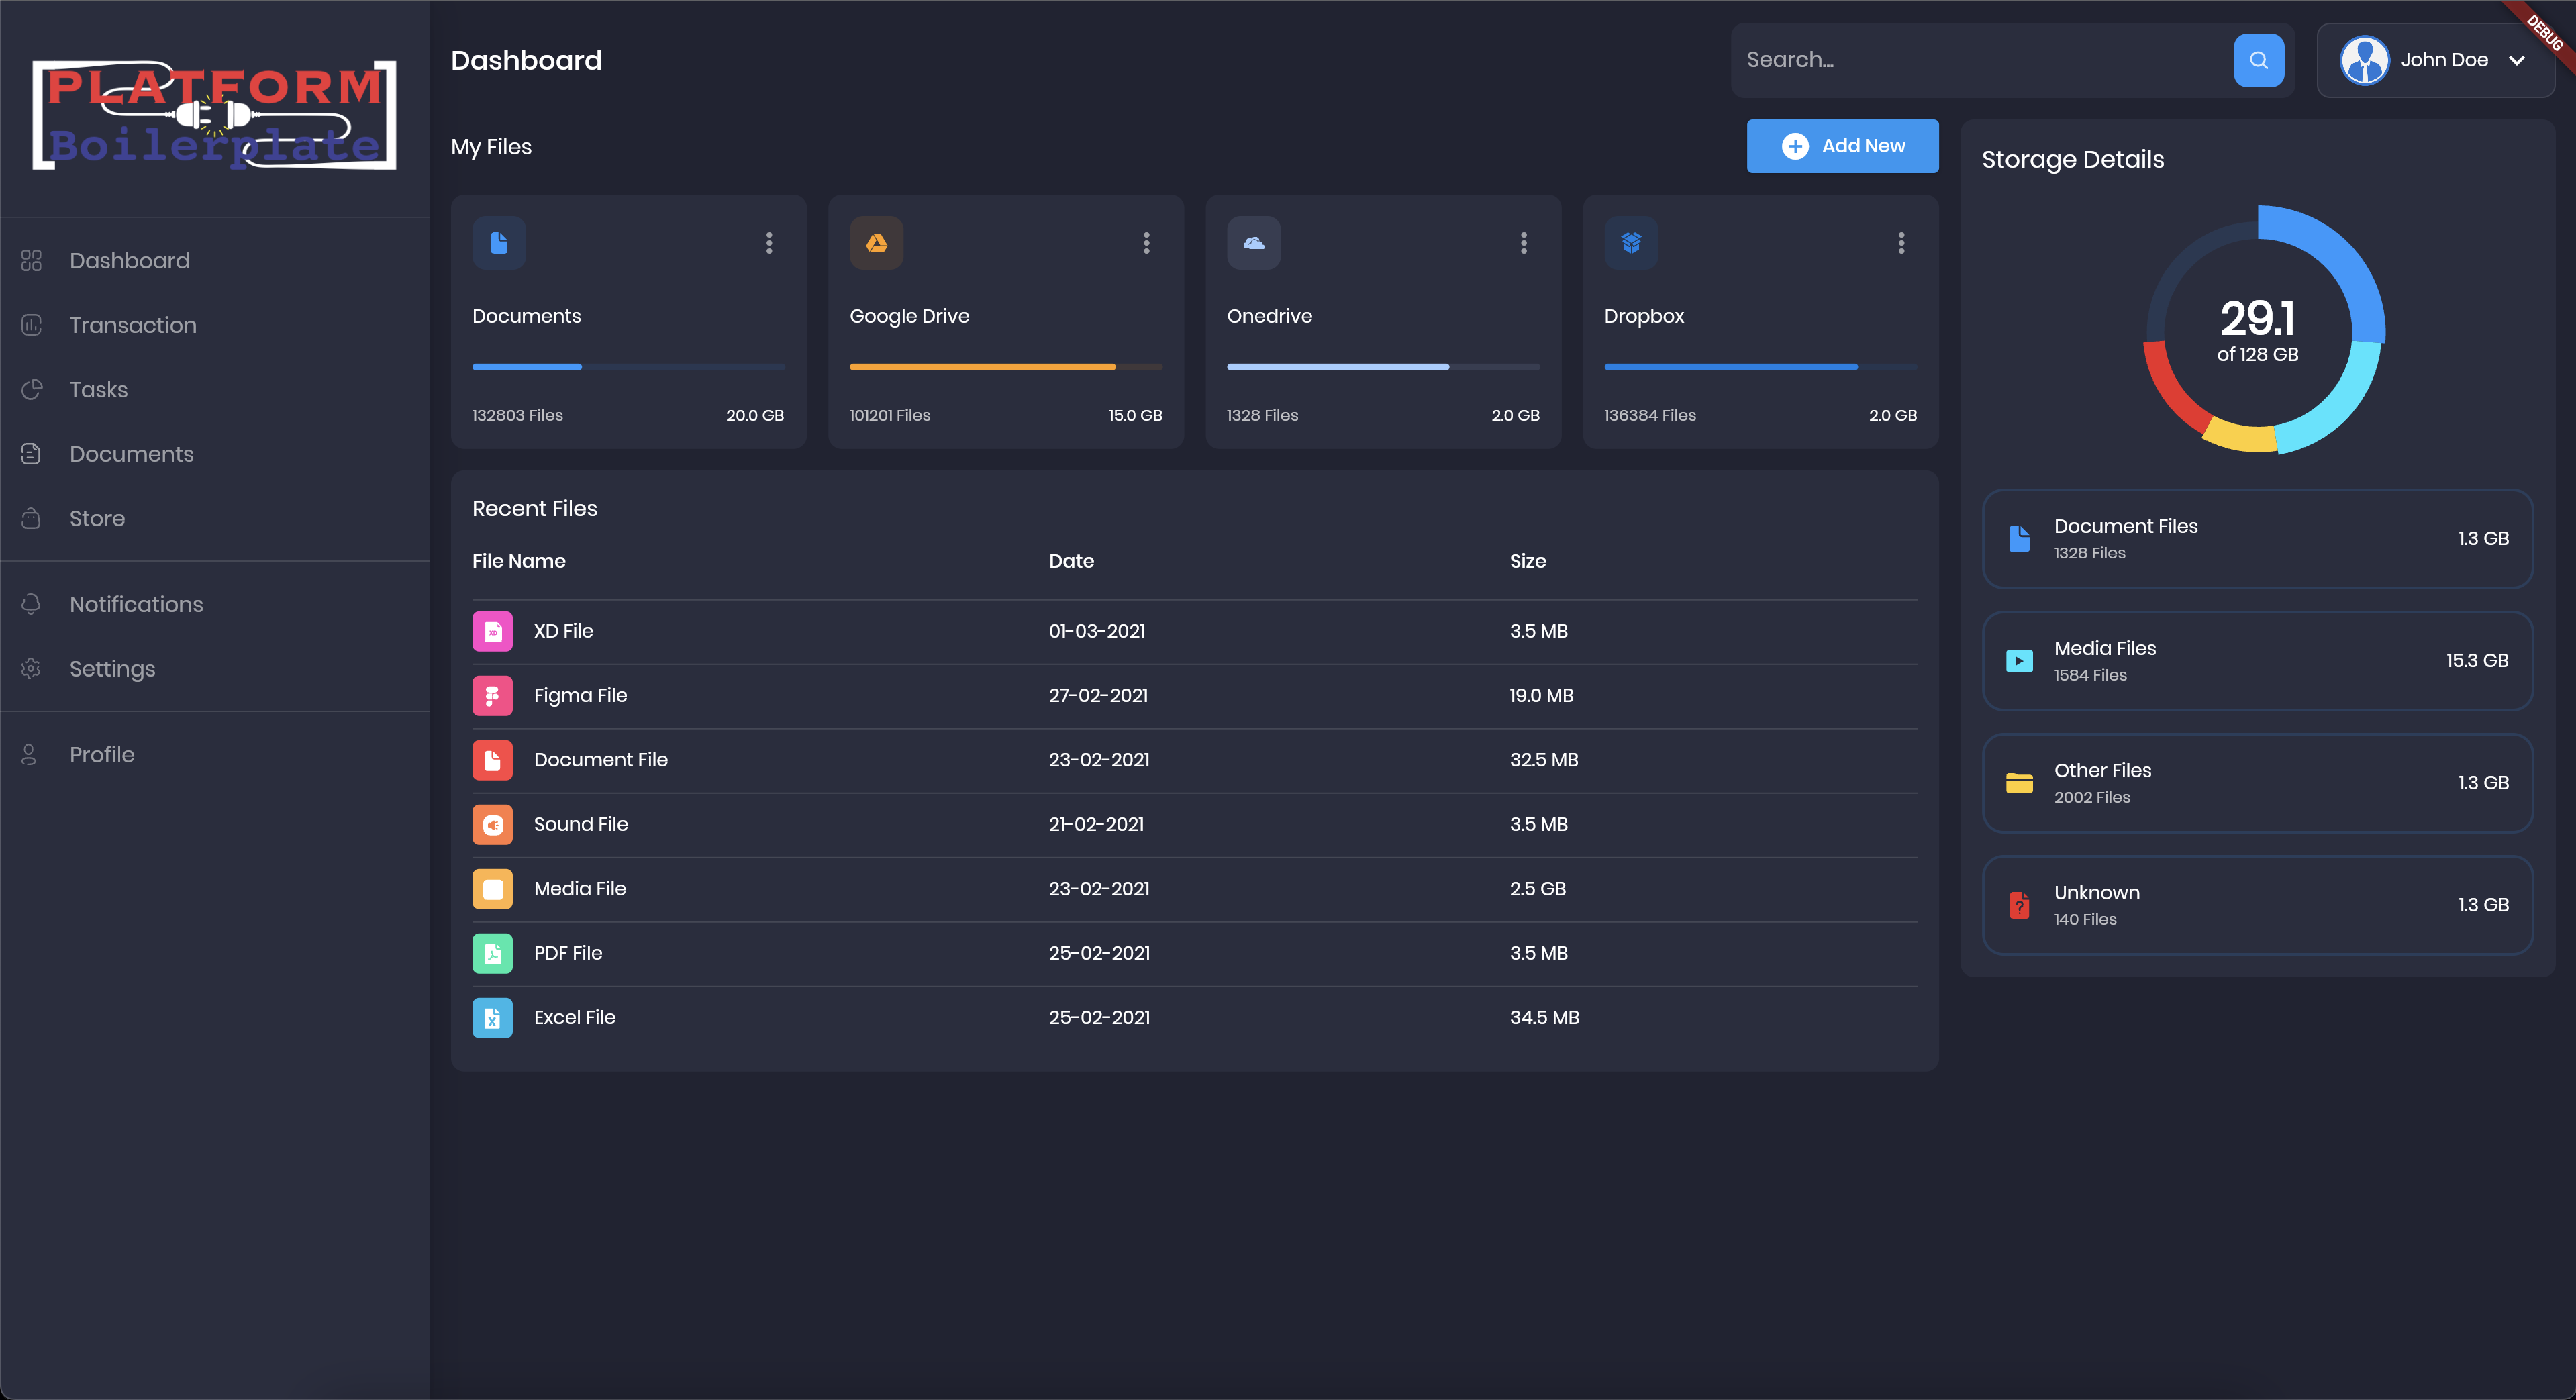 PLATFORM
Boilerplate
Dashboard
Transaction
Tasks
Documents
Store
Notifications
Settings
Profile
Dashboard
Search...
John Doe
DEBUG
My Files
Add New
Documents
132803 Files 20.0 GB
Google Drive
101201 Files 15.0 GB
Onedrive
1328 Files 2.0 GB
Dropbox
136384 Files 2.0 GB
Recent Files
File Name Date Size
XD File 01-03-2021 3.5 MB
Figma File 27-02-2021 19.0 MB
Document File 23-02-2021 32.5 MB
Sound File 21-02-2021 3.5 MB
Media File 23-02-2021 2.5 GB
PDF File 25-02-2021 3.5 MB
Excel File 25-02-2021 34.5 MB
Storage Details
29.1
of 128 GB
Document Files
1328 Files
1.3 GB
Media Files
1584 Files
15.3 GB
Other Files
2002 Files
1.3 GB
Unknown
140 Files
1.3 GB